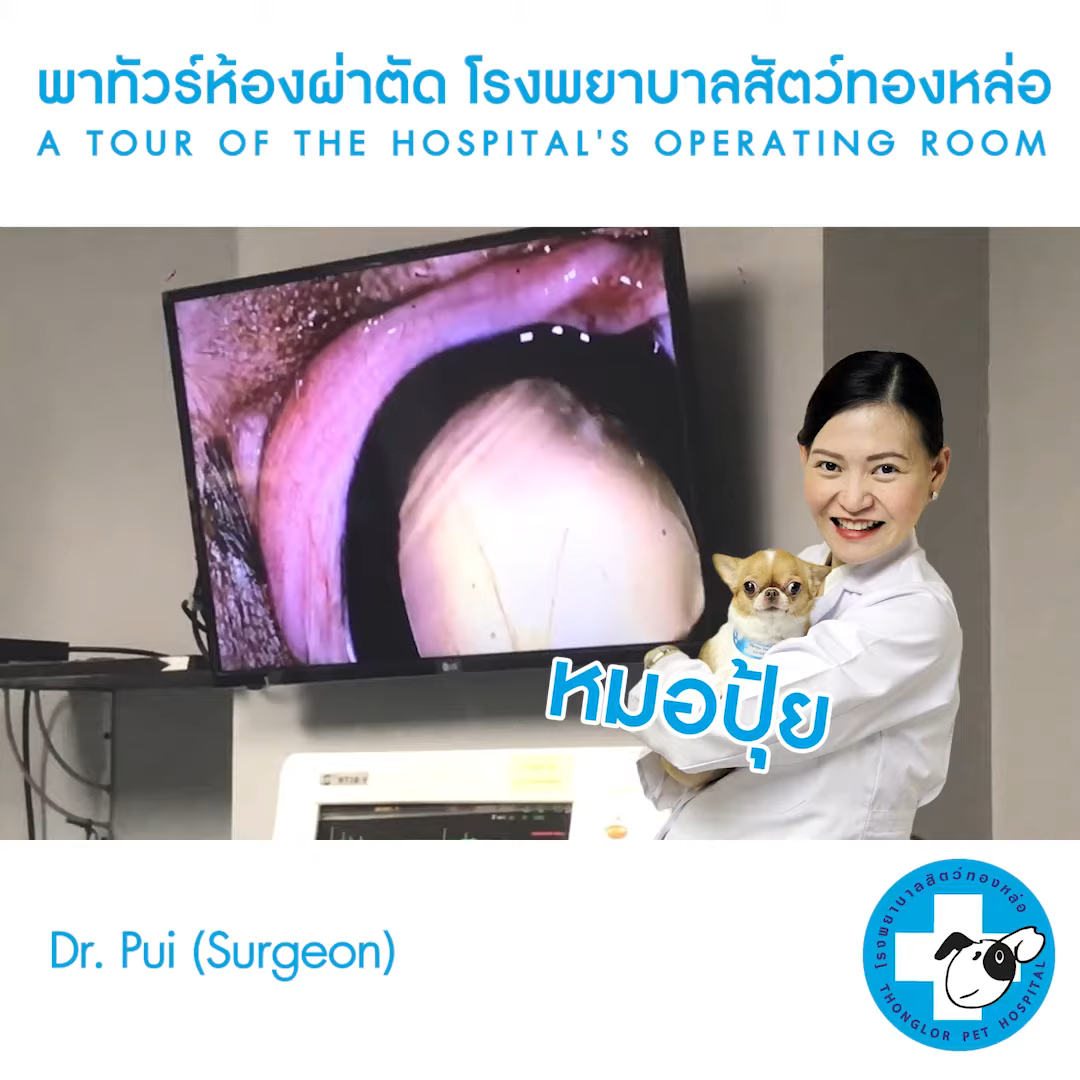 พาทัวร์ห้องผ่าตัด โรงพยาบาลสัตว์ทองหล่อ
A TOUR OF THE HOSPITAL'S OPERATING ROOM
หมอปุ้ย
Dr. Pui (Surgeon)
โรงพยาบาลสัตว์ทองหล่อ
THONGLOR PET HOSPITAL